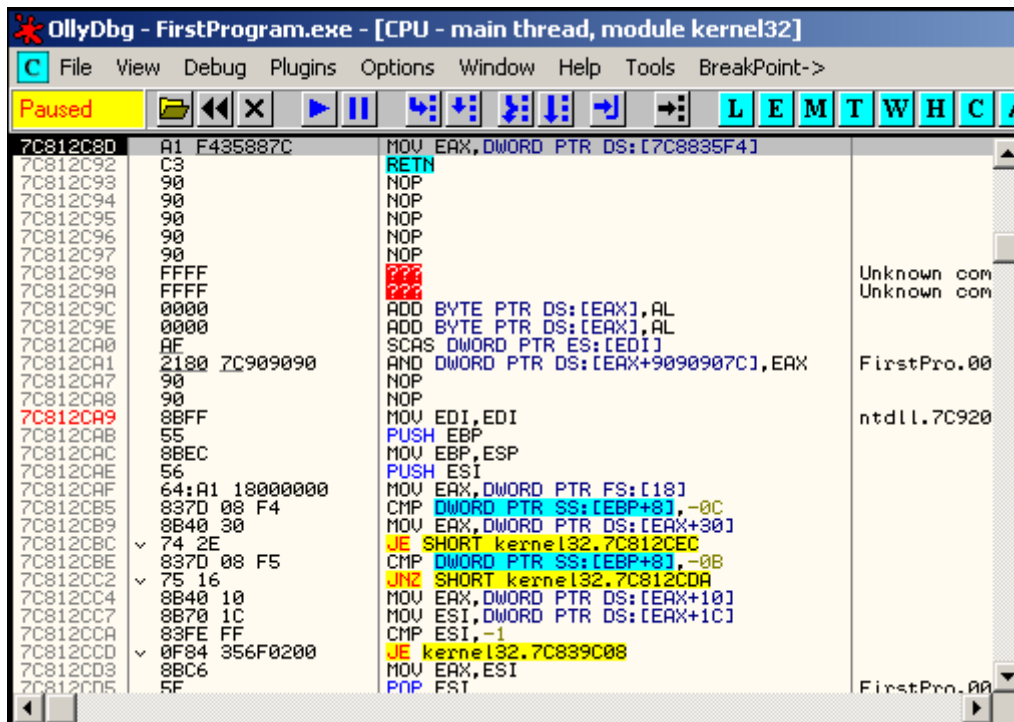 OllyDbg - FirstProgram.exe - [CPU - main thread, module kernel32]
C File View Debug Plugins Options Window Help Tools BreakPoint->
Paused L E M T W H C
7C812C8D A1 F435887C MOV EAX,DWORD PTR DS:[7C8835F4]
7C812C92 C3 RETN
7C812C93 90 NOP
7C812C94 90 NOP
7C812C95 90 NOP
7C812C96 90 NOP
7C812C97 90 NOP
7C812C98 FFFF ??? Unknown com
7C812C9A FFFF ??? Unknown com
7C812C9C 0000 ADD BYTE PTR DS:[EAX],AL
7C812C9E 0000 ADD BYTE PTR DS:[EAX],AL
7C812CA0 AF SCAS DWORD PTR ES:[EDI]
7C812CA1 2180 7C909090 AND DWORD PTR DS:[EAX+9090907C],EAX FirstPro.00
7C812CA7 90 NOP
7C812CA8 90 NOP
7C812CA9 8BFF MOV EDI,EDI ntdll.7C920
7C812CAB 55 PUSH EBP
7C812CAC 8BEC MOV EBP,ESP
7C812CAE 56 PUSH ESI
7C812CAF 64:A1 18000000 MOV EAX,DWORD PTR FS:[18]
7C812CB5 837D 08 F4 CMP DWORD PTR SS:[EBP+8],-0C
7C812CB9 8B40 30 MOV EAX,DWORD PTR DS:[EAX+30]
7C812CBC 74 2E JE SHORT kernel32.7C812CEC
7C812CBE 837D 08 F5 CMP DWORD PTR SS:[EBP+8],-0B
7C812CC2 75 16 JNZ SHORT kernel32.7C812CDA
7C812CC4 8B40 10 MOV EAX,DWORD PTR DS:[EAX+10]
7C812CC7 8B70 1C MOV ESI,DWORD PTR DS:[EAX+1C]
7C812CCA 83FE FF CMP ESI,-1
7C812CCD 0F84 356F0200 JE kernel32.7C839C08
7C812CD3 8BC6 MOV EAX,ESI
7C812CD5 5E POP ESI FirstPro.00